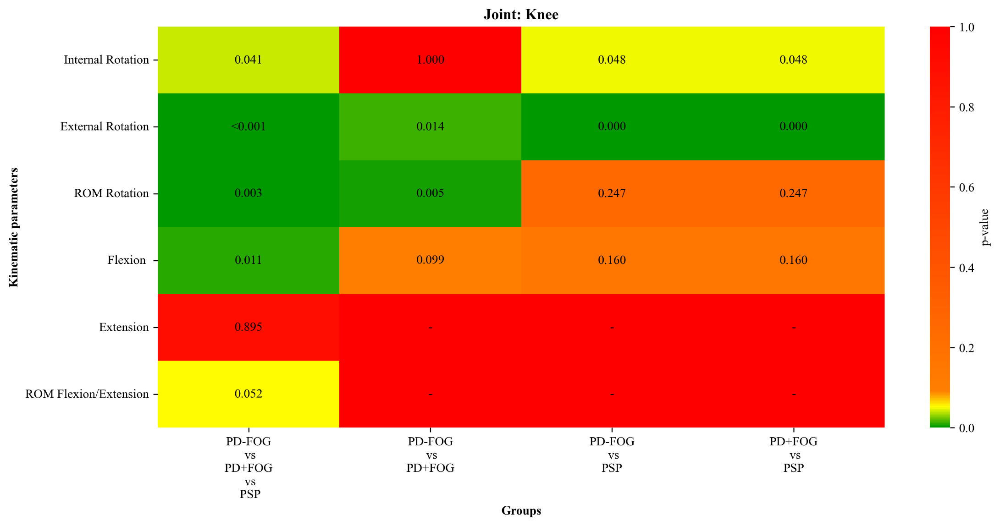 Joint: Knee
Internal Rotation
0.041
1.000
0.048
0.048
External Rotation
<0.001
0.014
0.000
0.000
ROM Rotation
0.003
0.005
0.247
0.247
Flexion
0.011
0.099
0.160
0.160
Extension
0.895
-
-
-
ROM Flexion/Extension
0.052
-
-
-
Kinematic parameters
PD-FOG
vs
PD+FOG
vs
PSP
PD-FOG
vs
PD+FOG
PD-FOG
vs
PSP
PD+FOG
vs
PSP
Groups
1.0
0.8
0.6
0.4
0.2
0.0
p-value